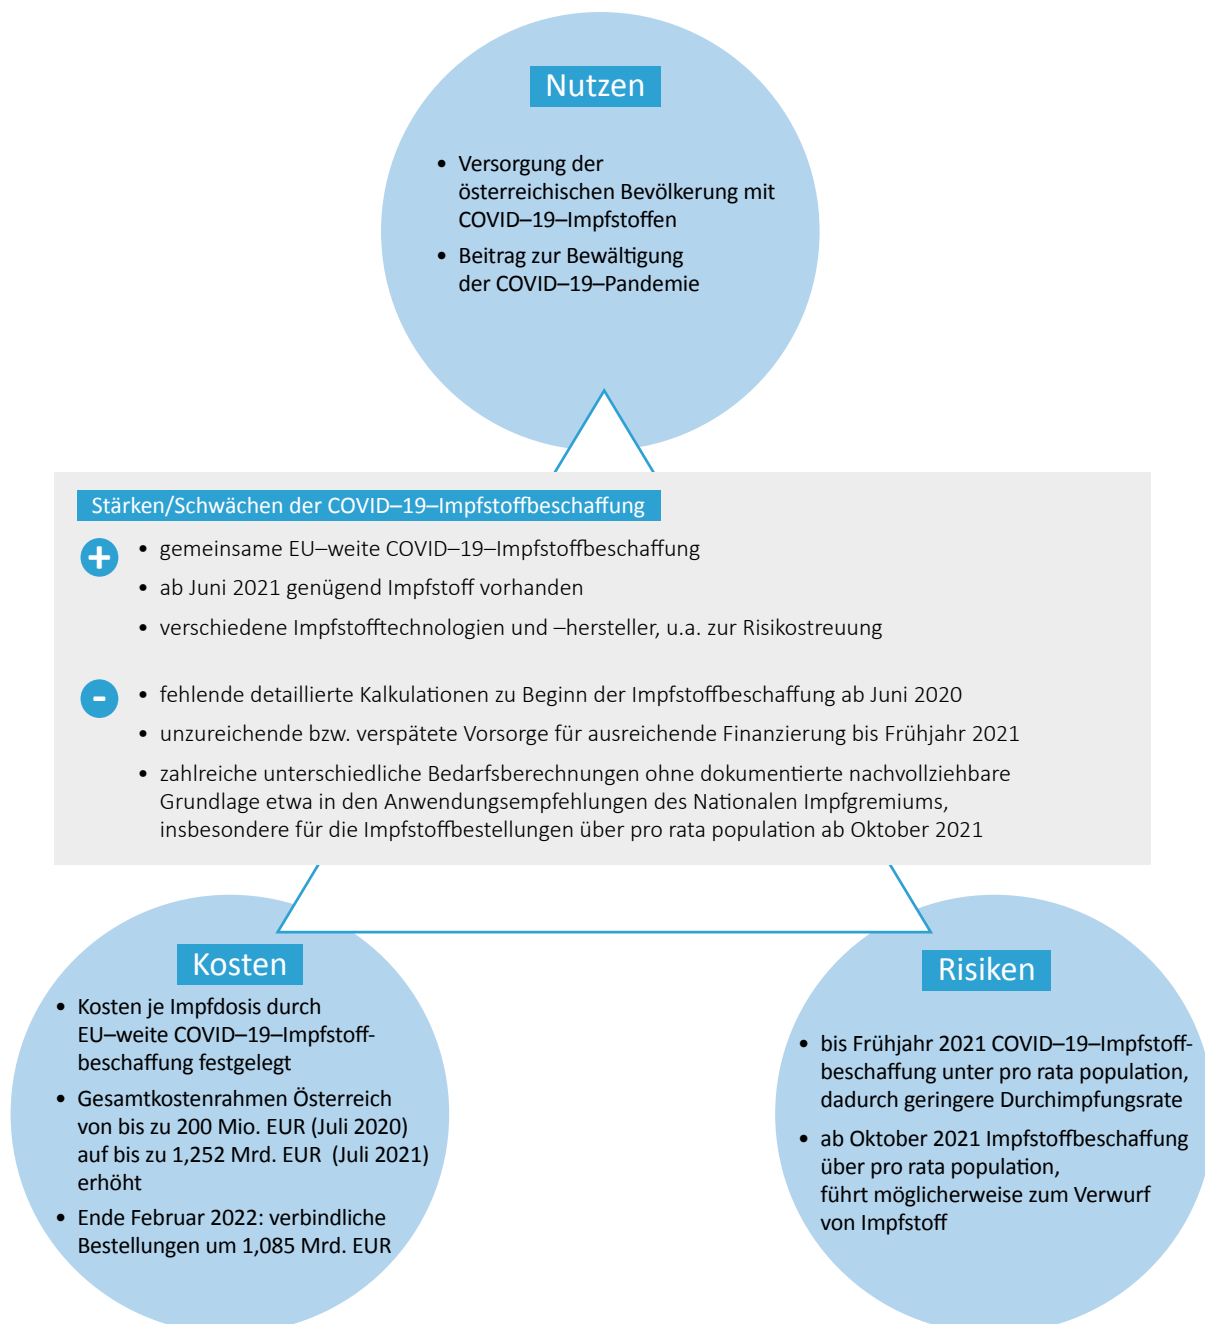 Nutzen
• Versorgung der
österreichischen Bevölkerung mit
COVID–19–Impfstoffen
• Beitrag zur Bewältigung
der COVID–19–Pandemie
Stärken/Schwächen der COVID–19–Impfstoffbeschaffung
+
• gemeinsame EU–weite COVID–19–Impfstoffbeschaffung
• ab Juni 2021 genügend Impfstoff vorhanden
• verschiedene Impfstofftechnologien und –hersteller, u.a. zur Risikostreuung
-
• fehlende detaillierte Kalkulationen zu Beginn der Impfstoffbeschaffung ab Juni 2020
• unzureichende bzw. verspätete Vorsorge für ausreichende Finanzierung bis Frühjahr 2021
• zahlreiche unterschiedliche Bedarfsberechnungen ohne dokumentierte nachvollziehbare
Grundlage etwa in den Anwendungsempfehlungen des Nationalen Impfgremiums,
insbesondere für die Impfstoffbestellungen über pro rata population ab Oktober 2021
Kosten
• Kosten je Impfdosis durch
EU–weite COVID–19–Impfstoff-
beschaffung festgelegt
• Gesamtkostenrahmen Österreich
von bis zu 200 Mio. EUR (Juli 2020)
auf bis zu 1,252 Mrd. EUR (Juli 2021)
erhöht
• Ende Februar 2022: verbindliche
Bestellungen um 1,085 Mrd. EUR
Risiken
• bis Frühjahr 2021 COVID–19–Impfstoff-
beschaffung unter pro rata population,
dadurch geringere Durchimpfungsrate
• ab Oktober 2021 Impfstoffbeschaffung
über pro rata population,
führt möglicherweise zum Verwurf
von Impfstoff